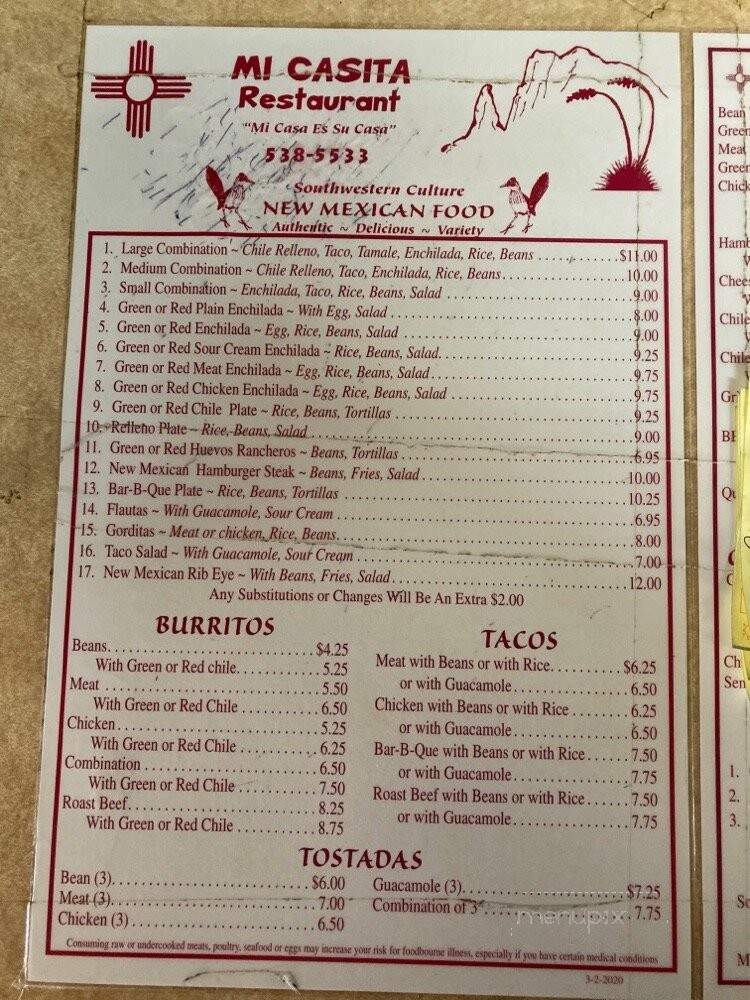 MI CASITA
Restaurant
"Mi Casa Es Su Casa"
538-5533
Southwestern Culture
NEW MEXICAN FOOD
Authentic ~ Delicious ~ Variety
1. Large Combination ~ Chile Relleno, Taco, Tamale, Enchilada, Rice, Beans ..........$11.00
2. Medium Combination ~ Chile Relleno, Taco, Enchilada, Rice, Beans..........10.00
3. Small Combination ~ Enchilada, Taco, Rice, Beans, Salad ..........9.00
4. Green or Red Plain Enchilada ~ With Egg, Salad ..........8.00
5. Green or Red Enchilada ~ Egg, Rice, Beans, Salad ..........9.00
6. Green or Red Sour Cream Enchilada ~ Rice, Beans, Salad..........9.25
7. Green or Red Meat Enchilada ~ Egg, Rice, Beans, Salad..........9.75
8. Green or Red Chicken Enchilada ~ Egg, Rice, Beans, Salad ..........9.75
9. Green or Red Chile Plate ~ Rice, Beans, Tortillas ..........9.25
10. Relleno Plate ~ Rice, Beans, Salad ..........9.00
11. Green or Red Huevos Rancheros ~ Beans, Tortillas ..........6.95
12. New Mexican Hamburger Steak ~ Beans, Fries, Salad..........10.00
13. Bar-B-Que Plate ~ Rice, Beans, Tortillas ..........10.25
14. Flautas ~ With Guacamole, Sour Cream ..........6.95
15. Gorditas ~ Meat or chicken, Rice, Beans..........8.00
16. Taco Salad ~ With Guacamole, Sour Cream ..........7.00
17. New Mexican Rib Eye ~ With Beans, Fries, Salad..........12.00
Any Substitutions or Changes Will Be An Extra $2.00
BURRITOS
Beans..........$4.25
With Green or Red chile..........5.25
Meat ..........5.50
With Green or Red Chile ..........6.50
Chicken..........5.25
With Green or Red Chile ..........6.25
Combination ..........6.50
With Green or Red Chile ..........7.50
Roast Beef..........8.25
With Green or Red Chile ..........8.75
TACOS
Meat with Beans or with Rice..........$6.25
or with Guacamole..........6.50
Chicken with Beans or with Rice ..........6.25
or with Guacamole..........6.50
Bar-B-Que with Beans or with Rice..........7.50
or with Guacamole..........7.75
Roast Beef with Beans or with Rice..........7.50
or with Guacamole..........7.75
TOSTADAS
Bean (3)..........$6.00
Meat (3)..........7.00
Chicken (3)..........6.50
Guacamole (3)..........$7.25
Combination of 3..........7.75
menupix
Consuming raw or undercooked meats, poultry, seafood or eggs may increase your risk for foodbourne illness, especially if you have certain medical conditions
3-2-2020
Bean
Green
Meat
Green
Chick
Hamb
Chee
Chile
Chile
Ch
Sen
1.
2.
3.